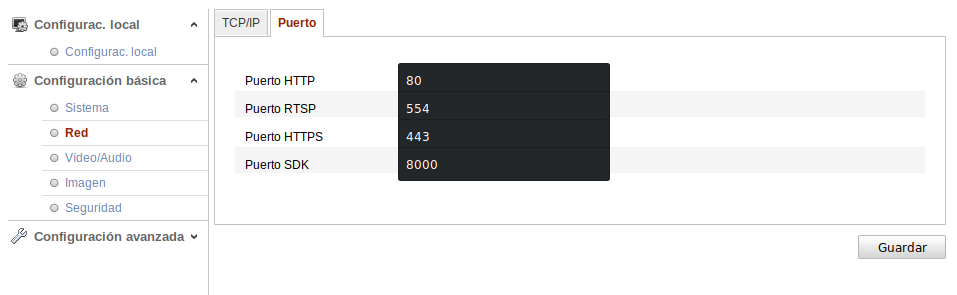 Configurac. local
Configurac. local
Configuración básica
Sistema
Red
Vídeo/Audio
Imagen
Seguridad
Configuración avanzada
TCP/IP
Puerto
Puerto HTTP 80
Puerto RTSP 554
Puerto HTTPS 443
Puerto SDK 8000
Guardar